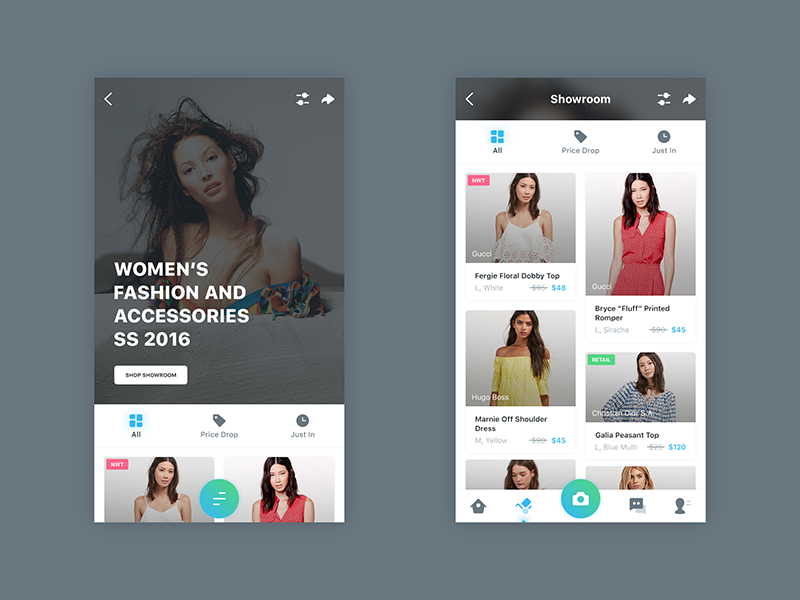 WOMEN'S
FASHION AND
ACCESSORIES
SS 2016
SHOP SHOWROOM
All
Price Drop
Just In
NWT
Showroom
All
Price Drop
Just In
NWT
Gucci
Fergie Floral Dobby Top
L, White
$95 $48
Gucci
Bryce “Fluff” Printed
Romper
L, Siracha
$90 $45
Hugo Boss
Marnie Off Shoulder
Dress
M, Yellow
$90 $45
RETAIL
Christian Dior S.A.
Galia Peasant Top
L, Blue Multi
$25 $120